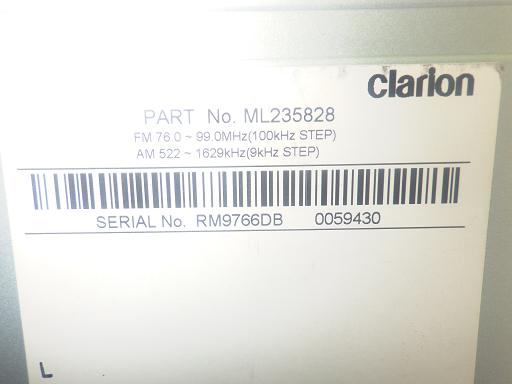 clarion
PART No. ML235828
FM 76.0 ~ 99.0MHz(100kHz STEP)
AM 522 ~ 1629kHz(9kHz STEP)
SERIAL No. RM9766DB 0059430
L